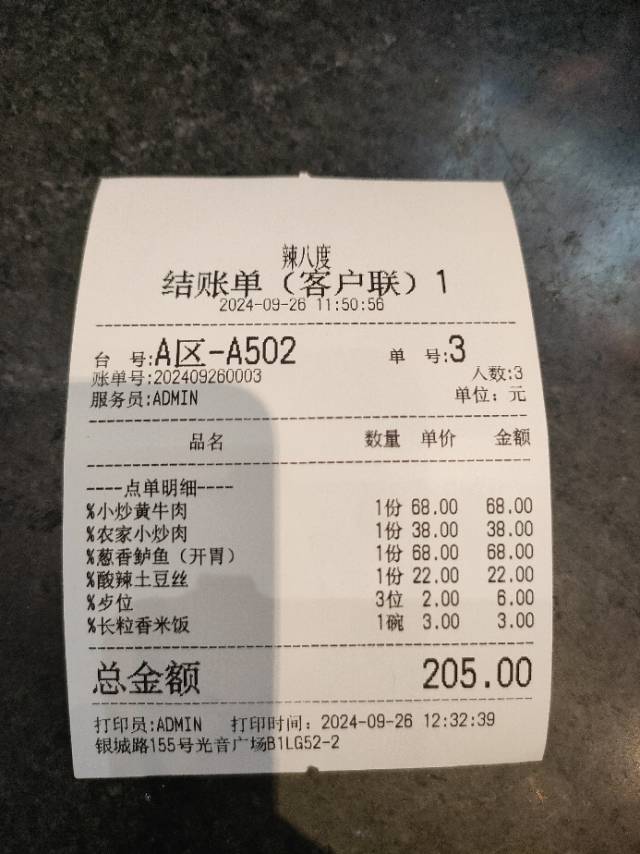 辣八度
结账单（客户联）1
2024-09-26 11:50:56
台 号:A区-A502 单 号:3
账单号:202409260003 人数:3
服务员:ADMIN 单位：元
品名 数量 单价 金额
----点单明细----
%小炒黄牛肉 1份 68.00 68.00
%农家小炒肉 1份 38.00 38.00
%葱香鲈鱼（开胃） 1份 68.00 68.00
%酸辣土豆丝 1份 22.00 22.00
%歺位 3位 2.00 6.00
%长粒香米饭 1碗 3.00 3.00
总金额 205.00
打印员:ADMIN 打印时间：2024-09-26 12:32:39
银城路155号光音广场B1LG52-2